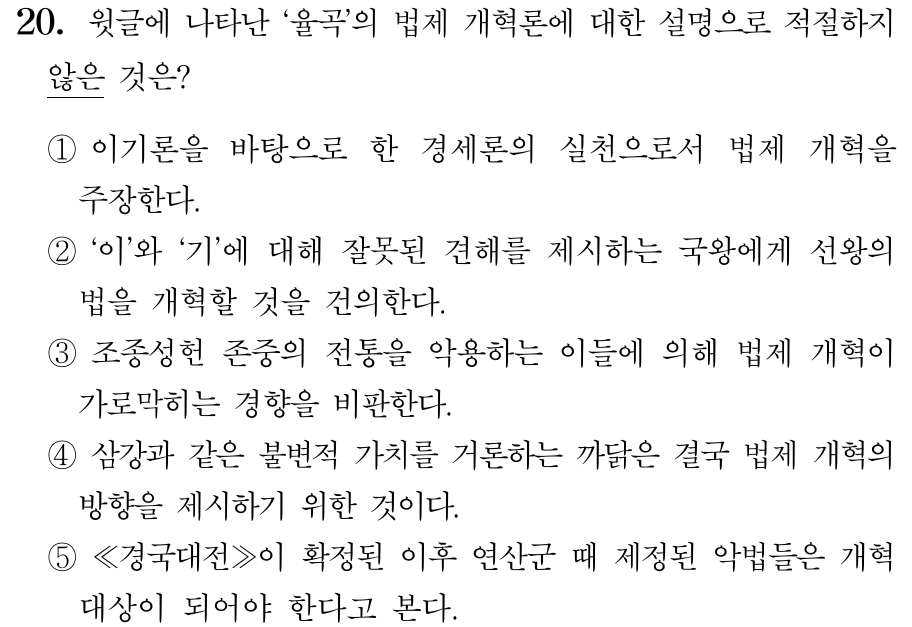 20. 윗글에 나타난 ‘율곡’의 법제 개혁론에 대한 설명으로 적절하지
않은 것은?
① 이기론을 바탕으로 한 경세론의 실천으로서 법제 개혁을
주장한다.
② ‘이’와 ‘기’에 대해 잘못된 견해를 제시하는 국왕에게 선왕의
법을 개혁할 것을 건의한다.
③ 조종성헌 존중의 전통을 악용하는 이들에 의해 법제 개혁이
가로막히는 경향을 비판한다.
④ 삼강과 같은 불변적 가치를 거론하는 까닭은 결국 법제 개혁의
방향을 제시하기 위한 것이다.
⑤ ≪경국대전≫이 확정된 이후 연산군 때 제정된 악법들은 개혁
대상이 되어야 한다고 본다.